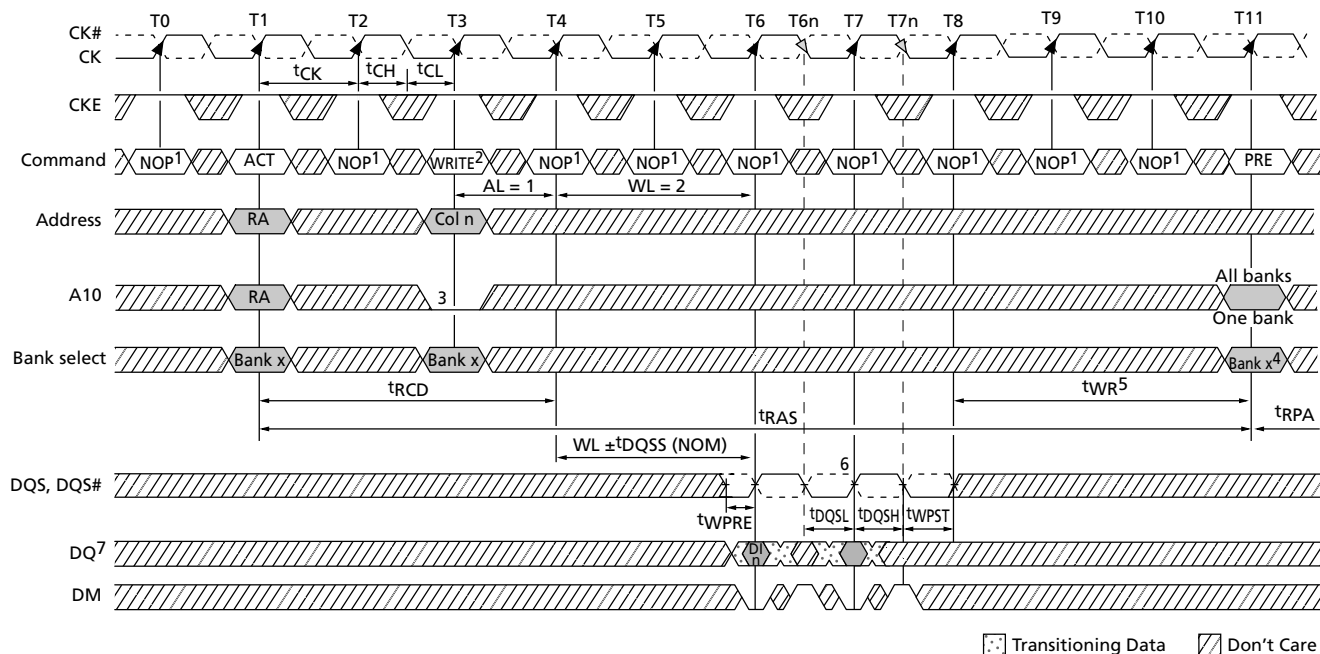 T0 T1 T2 T3 T4 T5 T6 T6n T7 T7n T8 T9 T10 T11
CK#
CK
tCK tCH tCL
CKE
Command NOP1 ACT NOP1 WRITE2 NOP1 NOP1 NOP1 NOP1 NOP1 NOP1 NOP1 PRE
AL = 1 WL = 2
Address RA Col n
All banks
A10 RA 3
One bank
Bank select Bank x Bank x Bank x4
tRCD tWR5
tRAS tRPA
WL ±tDQSS (NOM)
6
DQS, DQS#
tWPRE tDQSL tDQSH tWPST
DQ7 DI n
DM
Transitioning Data Don't Care